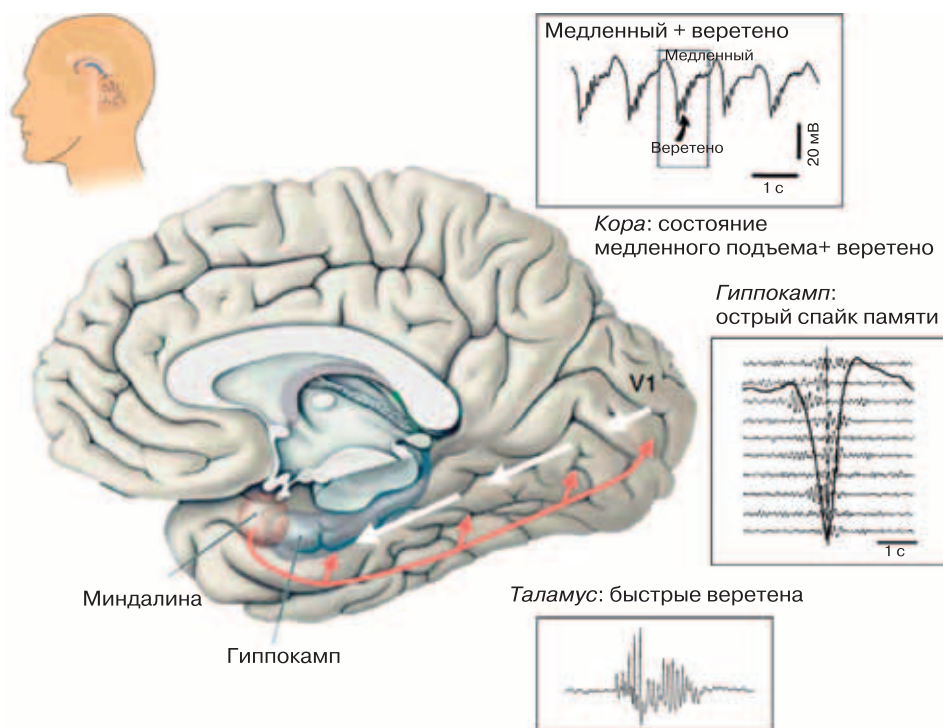 Медленный + веретено
Медленный
Веретено
20 мВ
1 с
Кора: состояние
медленного подъема+ веретено
Гиппокамп:
острый спайк памяти
V1
1 с
Миндалина
Гиппокамп
Таламус: быстрые веретена